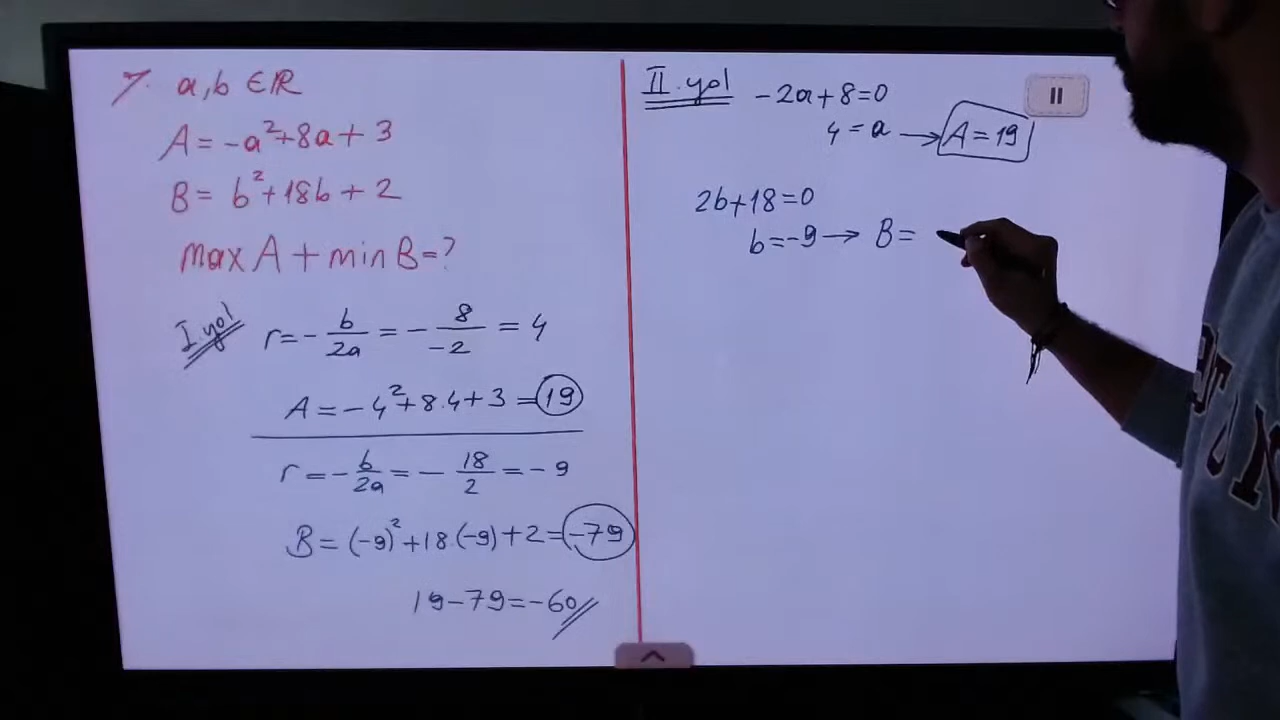 7. a,b ∈ ℝ
A = -a²+8a+3
B = b²+18b+2
max A + min B = ?
I.yol r = -b/2a = -8/-2 = 4
A = -4²+8.4+3 = 19
r = -b/2a = -18/2 = -9
B = (-9)²+18.(-9)+2 = -79
19-79 = -60 //
II.yol -2a+8=0
4=a → A=19
2b+18=0
b=-9 → B=